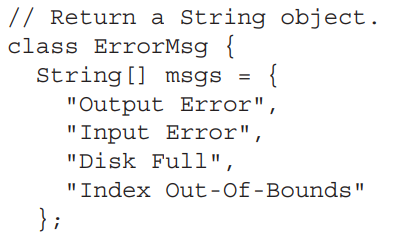 // Return a String object.
class ErrorMsg {
  String[] msgs = {
    "Output Error",
    "Input Error",
    "Disk Full",
    "Index Out-Of-Bounds"
  };